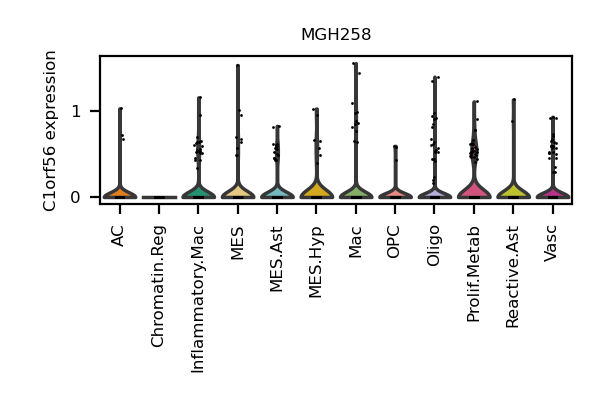 MGH258
C1orf56 expression
1
0
AC
Chromatin.Reg
Inflammatory.Mac
MES
MES.Ast
MES.Hyp
Mac
OPC
Oligo
Prolif.Metab
Reactive.Ast
Vasc